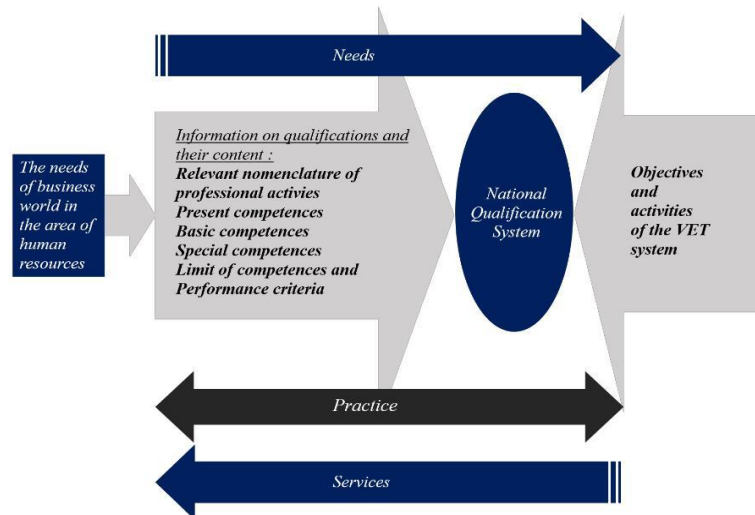 Needs
The needs
of business
world in
the area of
human
resources
Information on qualifications and
their content :
Relevant nomenclature of
professional activies
Present competences
Basic competences
Special competences
Limit of competences and
Performance criteria
National
Qualification
System
Objectives
and
activities
of the VET
system
Practice
Services